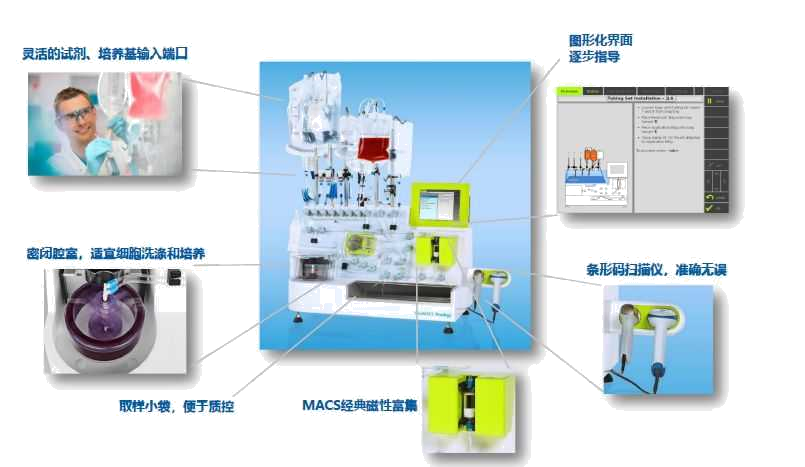 灵活的试剂、培养基输入端口
图形化界面
逐步指导
Tubing Set Installation -
密闭腔室，适宜细胞洗涤和培养
条形码扫描仪，准确无误
取样小袋，便于质控
MACS经典磁性富集